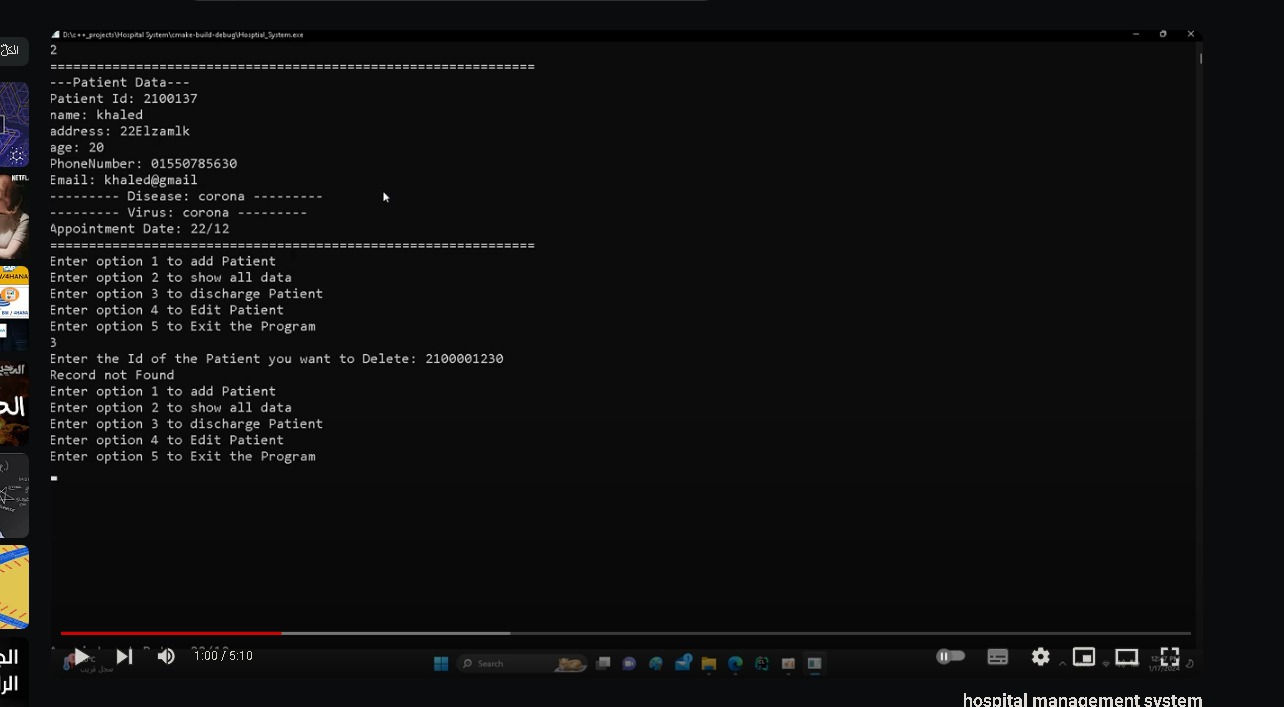 D:\c++_projects\Hospital System\cmake-build-debug\Hosptial_System.exe
2
===============================================================
---Patient Data---
Patient Id: 2100137
name: khaled
address: 22Elzamlk
age: 20
PhoneNumber: 01550785630
Email: khaled@gmail
--------- Disease: corona ---------
--------- Virus: corona ---------
Appointment Date: 22/12
===============================================================
Enter option 1 to add Patient
Enter option 2 to show all data
Enter option 3 to discharge Patient
Enter option 4 to Edit Patient
Enter option 5 to Exit the Program
3
Enter the Id of the Patient you want to Delete: 2100001230
Record not Found
Enter option 1 to add Patient
Enter option 2 to show all data
Enter option 3 to discharge Patient
Enter option 4 to Edit Patient
Enter option 5 to Exit the Program
1:00 / 5:10
Search
1/17/2024
hospital management system